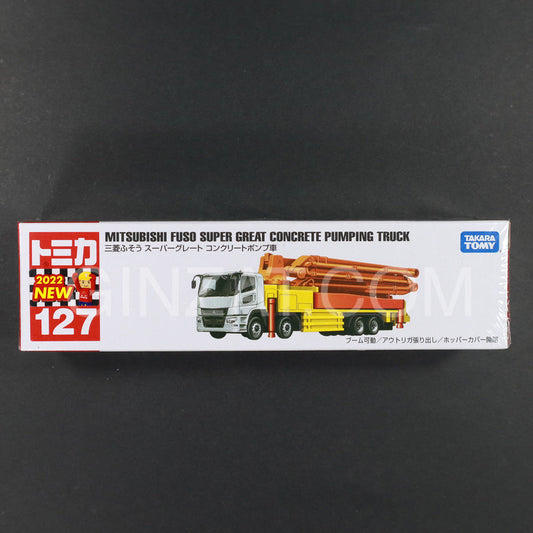 トミカ
2022
NEW
127
MITSUBISHI FUSO SUPER GREAT CONCRETE PUMPING TRUCK
三菱ふそう スーパーグレート コンクリートポンプ車
TAKARA
TOMY
ブーム可動/アウトリガ張り出し/ホッパーカバー開閉